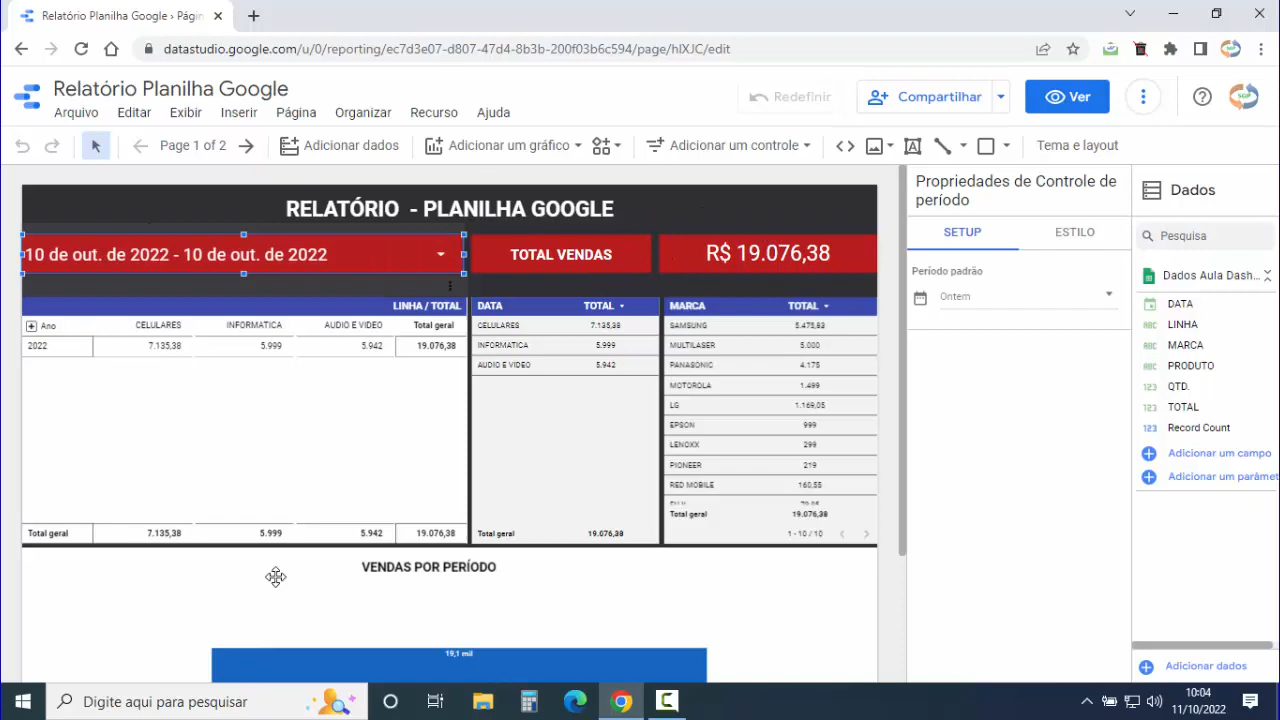 Relatório Planilha Google › Págin
datastudio.google.com/u/0/reporting/ec7d3e07-d807-47d4-8b3b-200f03b6c594/page/hIXJC/edit
Relatório Planilha Google
Redefinir
Compartilhar
Ver
SGP
Arquivo Editar Exibir Inserir Página Organizar Recurso Ajuda
Page 1 of 2
Adicionar dados
Adicionar um gráfico
Adicionar um controle
Tema e layout
RELATÓRIO - PLANILHA GOOGLE
10 de out. de 2022 - 10 de out. de 2022
TOTAL VENDAS
R$ 19.076,38
LINHA / TOTAL
Ano CELULARES INFORMATICA AUDIO E VIDEO Total geral
2022 7.135,38 5.999 5.942 19.076,38
Total geral 7.135,38 5.999 5.942 19.076,38
DATA TOTAL
CELULARES 7.135,38
INFORMATICA 5.999
AUDIO E VIDEO 5.942
Total geral 19.076,38
MARCA TOTAL
SAMSUNG 5.475,83
MULTILASER 5.000
PANASONIC 4.175
MOTOROLA 1.499
LG 1.169,05
EPSON 999
LENOXX 299
PIONEER 219
RED MOBILE 160,55
Total geral 19.076,38
1 - 10 / 10
VENDAS POR PERÍODO
19,1 mil
Propriedades de Controle de
período
SETUP ESTILO
Período padrão
Ontem
Dados
Pesquisa
Dados Aula Dash...
DATA
ABC LINHA
ABC MARCA
ABC PRODUTO
123 QTD.
123 TOTAL
123 Record Count
Adicionar um campo
Adicionar um parâmet
Adicionar dados
Digite aqui para pesquisar
10:04
11/10/2022